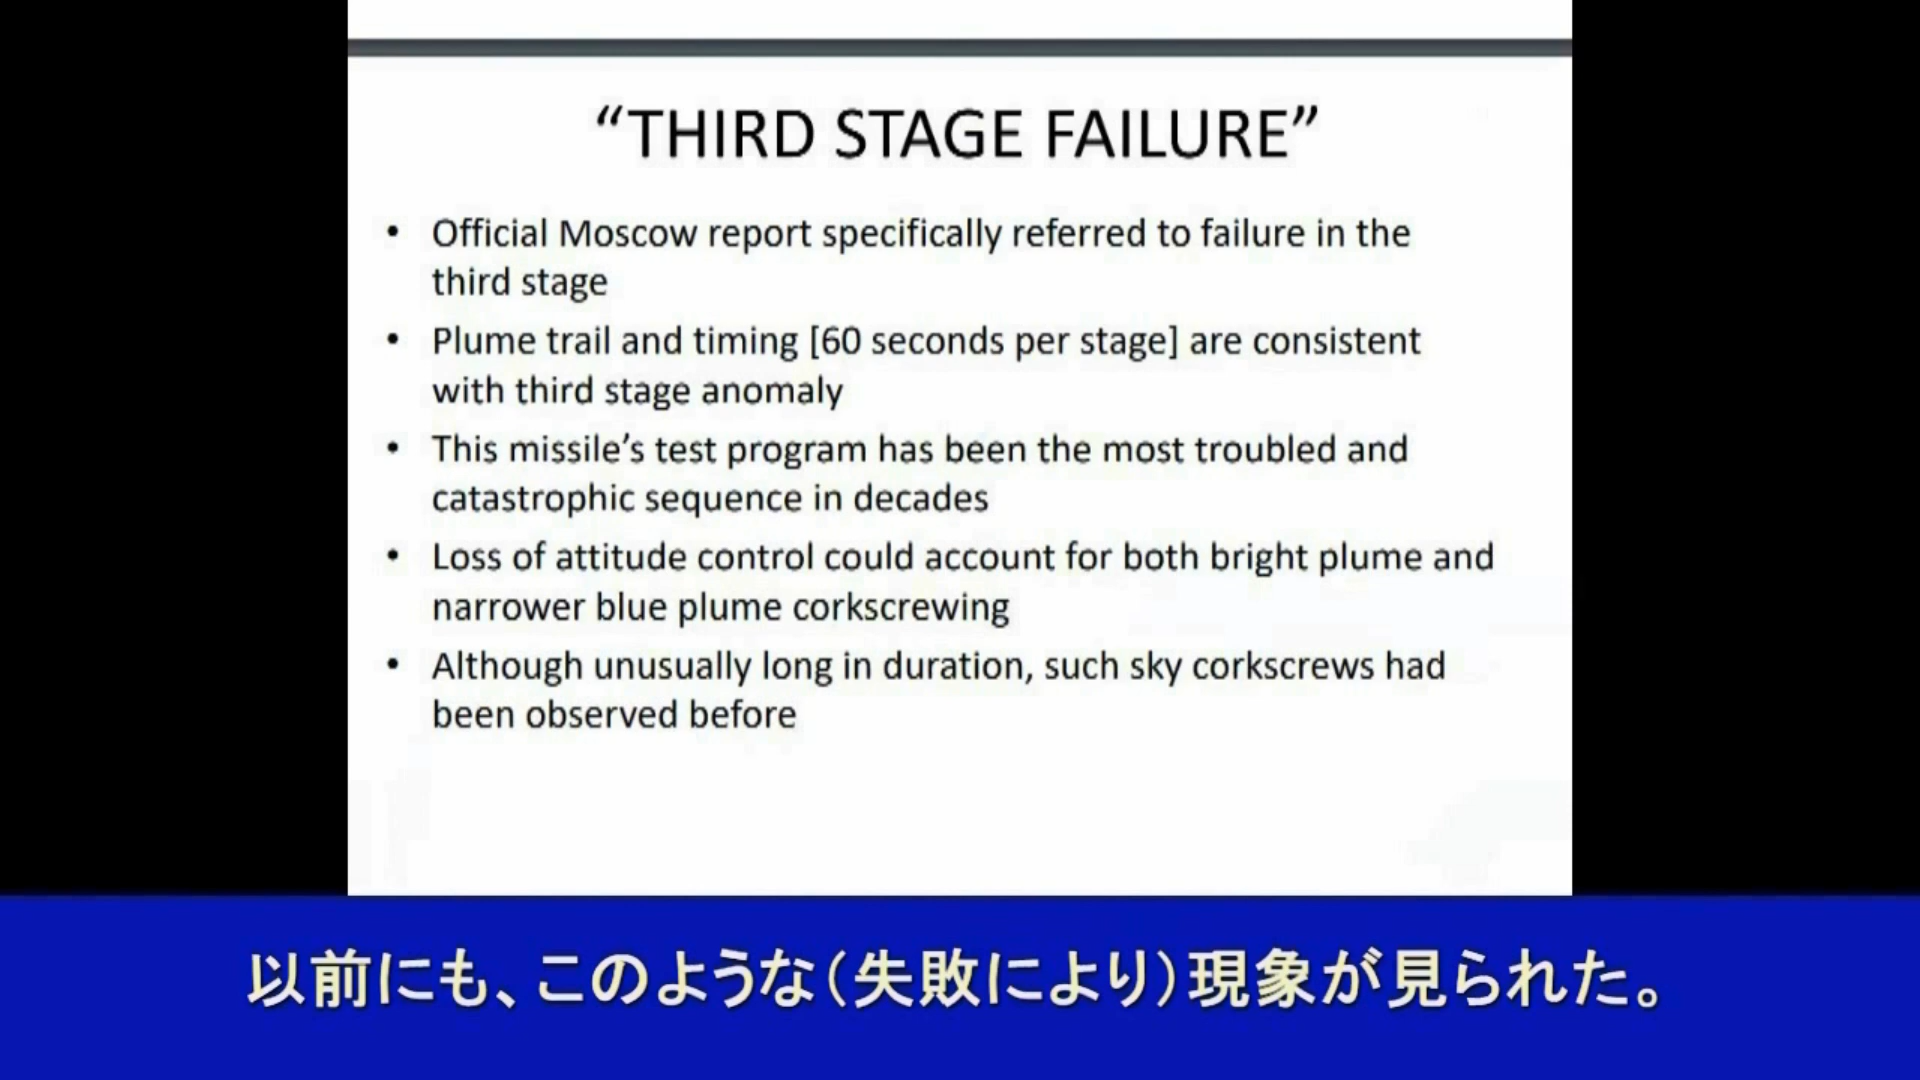 “THIRD STAGE FAILURE”
• Official Moscow report specifically referred to failure in the
third stage
• Plume trail and timing [60 seconds per stage] are consistent
with third stage anomaly
• This missile’s test program has been the most troubled and
catastrophic sequence in decades
• Loss of attitude control could account for both bright plume and
narrower blue plume corkscrewing
• Although unusually long in duration, such sky corkscrews had
been observed before
以前にも、このような（失敗により）現象が見られた。